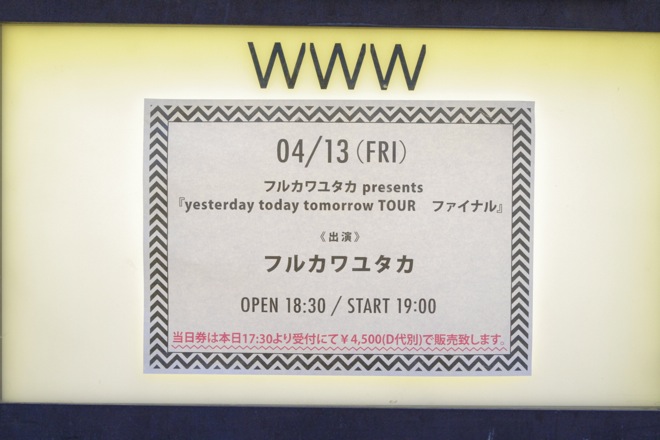 WWW
04/13(FRI)
フルカワユタカ presents
『yesterday today tomorrow TOUR　ファイナル』
《出演》
フルカワユタカ
OPEN 18:30 / START 19:00
当日券は本日17:30より受付にて￥4,500(D代別)で販売致します。